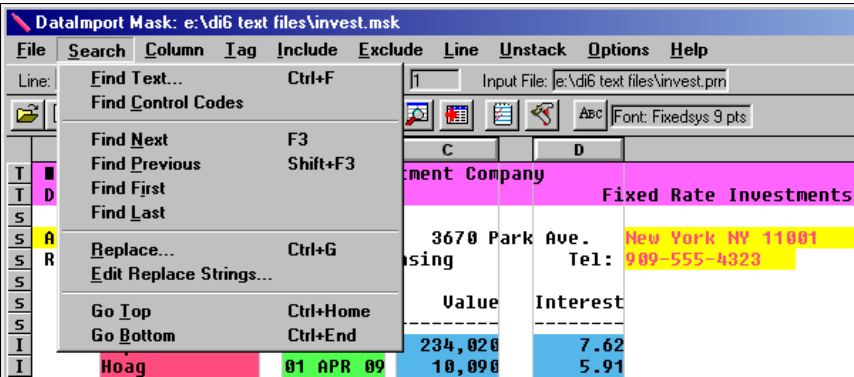 DataImport Mask: e:\di6 text files\invest.msk
File Search Column Tag Include Exclude Line Unstack Options Help
Line: 1 Input File: e:\di6 text files\invest.prn
Find Text... Ctrl+F
Find Control Codes
ABC Font: Fixedsys 9 pts
Find Next F3
Find Previous Shift+F3
Find First
Find Last
Replace... Ctrl+G
Edit Replace Strings...
Go Top Ctrl+Home
Go Bottom Ctrl+End
C D
T tment Company
T D Fixed Rate Investments
S
S A 3670 Park Ave. New York NY 11001
S R sing Tel: 909-555-4323
S
S Value Interest
S -------- --------
I 234,020 7.62
I Hoag 01 APR 09 10,090 5.91